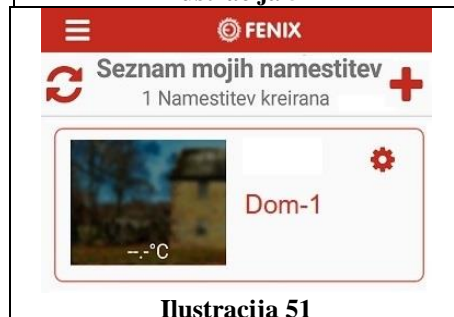 FENIX
Seznam mojih namestitev
1 Namestitev kreirana
Dom-1
--.-°C
Ilustracija 51